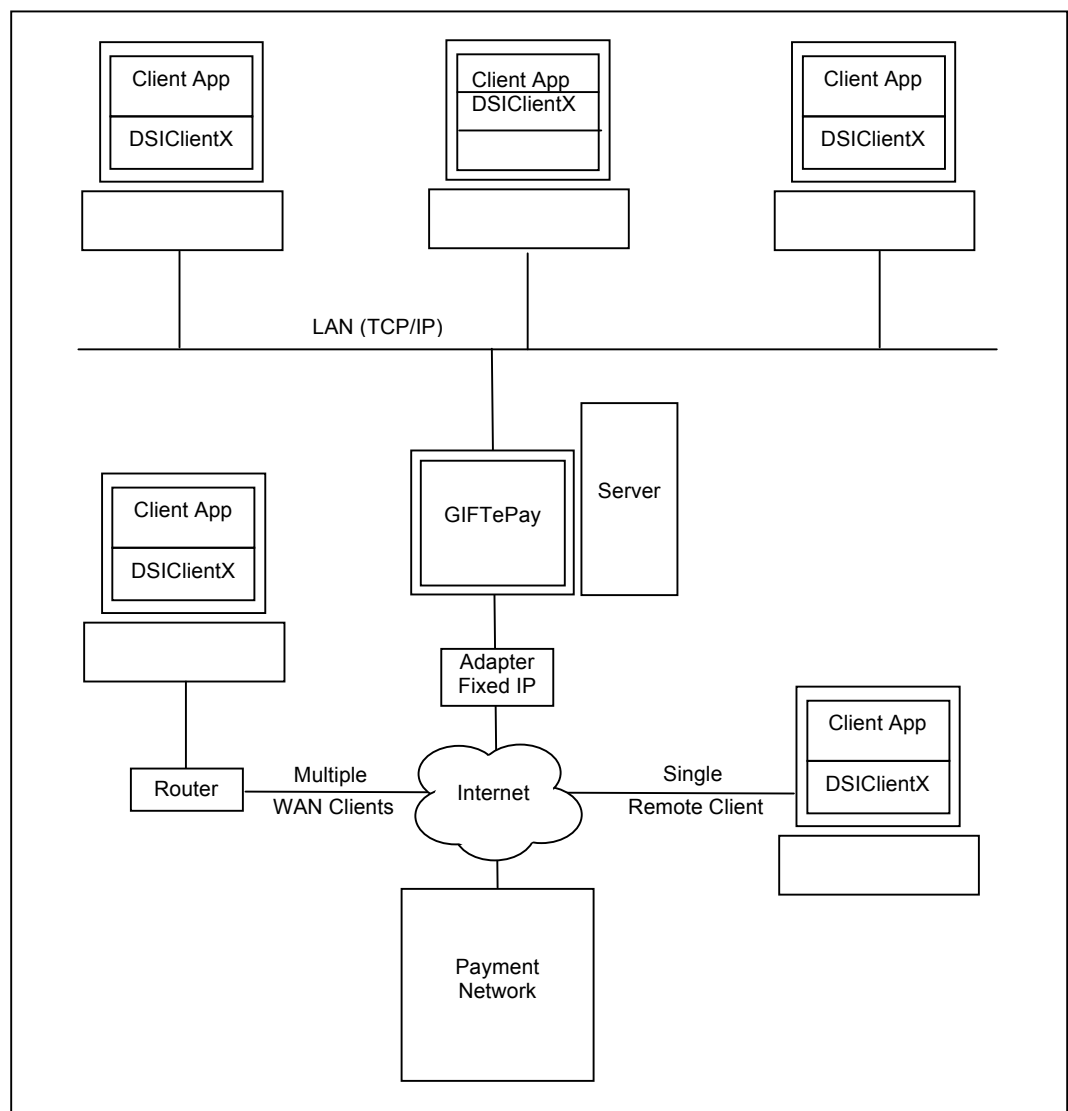 Client App
DSIClientX
Client App
DSIClientX
Client App
DSIClientX
LAN (TCP/IP)
GIFTePay
Server
Client App
DSIClientX
Adapter
Fixed IP
Router
Multiple
WAN Clients
Internet
Single
Remote Client
Client App
DSIClientX
Payment
Network